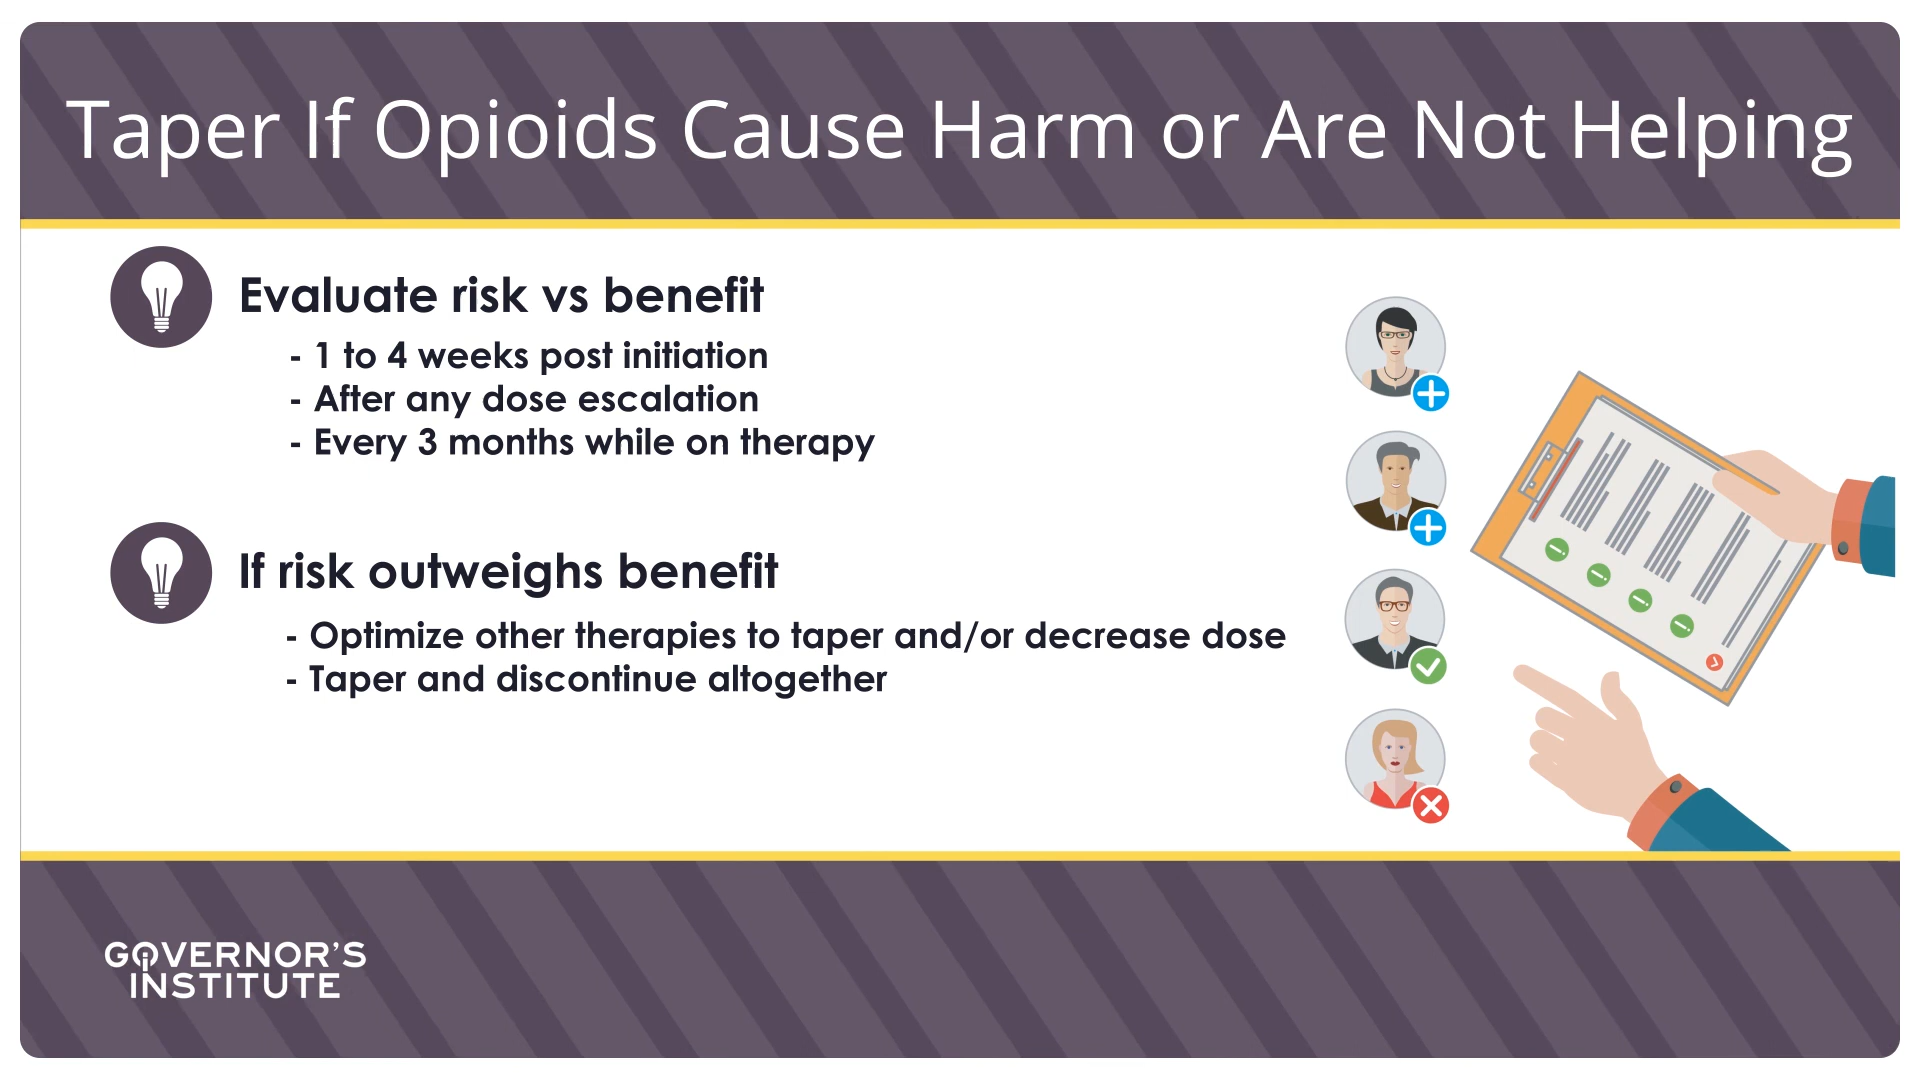 Taper If Opioids Cause Harm or Are Not Helping
Evaluate risk vs benefit
- 1 to 4 weeks post initiation
- After any dose escalation
- Every 3 months while on therapy
If risk outweighs benefit
- Optimize other therapies to taper and/or decrease dose
- Taper and discontinue altogether
GOVERNOR'S
INSTITUTE